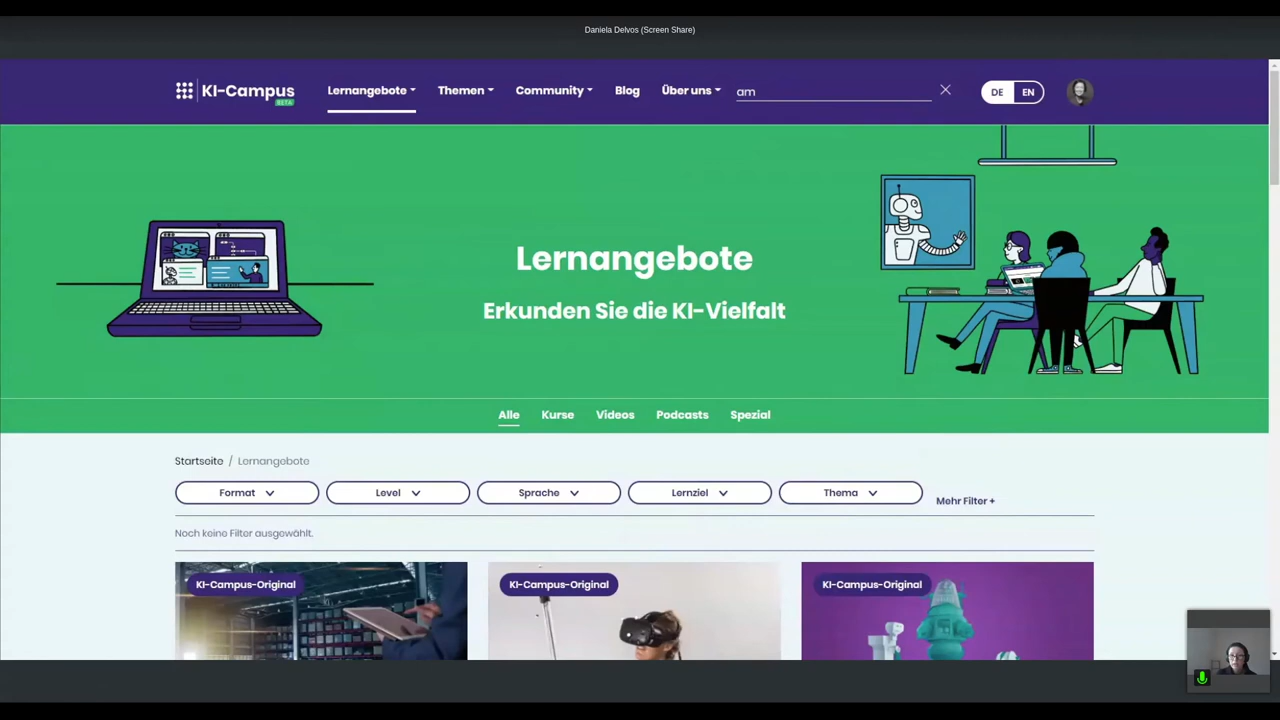 Daniela Delvos (Screen Share)
KI-Campus
BETA
Lernangebote
Themen
Community
Blog
Über uns
am
DE
EN
Lernangebote
Erkunden Sie die KI-Vielfalt
Alle
Kurse
Videos
Podcasts
Spezial
Startseite / Lernangebote
Format
Level
Sprache
Lernziel
Thema
Mehr Filter +
Noch keine Filter ausgewählt.
KI-Campus-Original
KI-Campus-Original
KI-Campus-Original